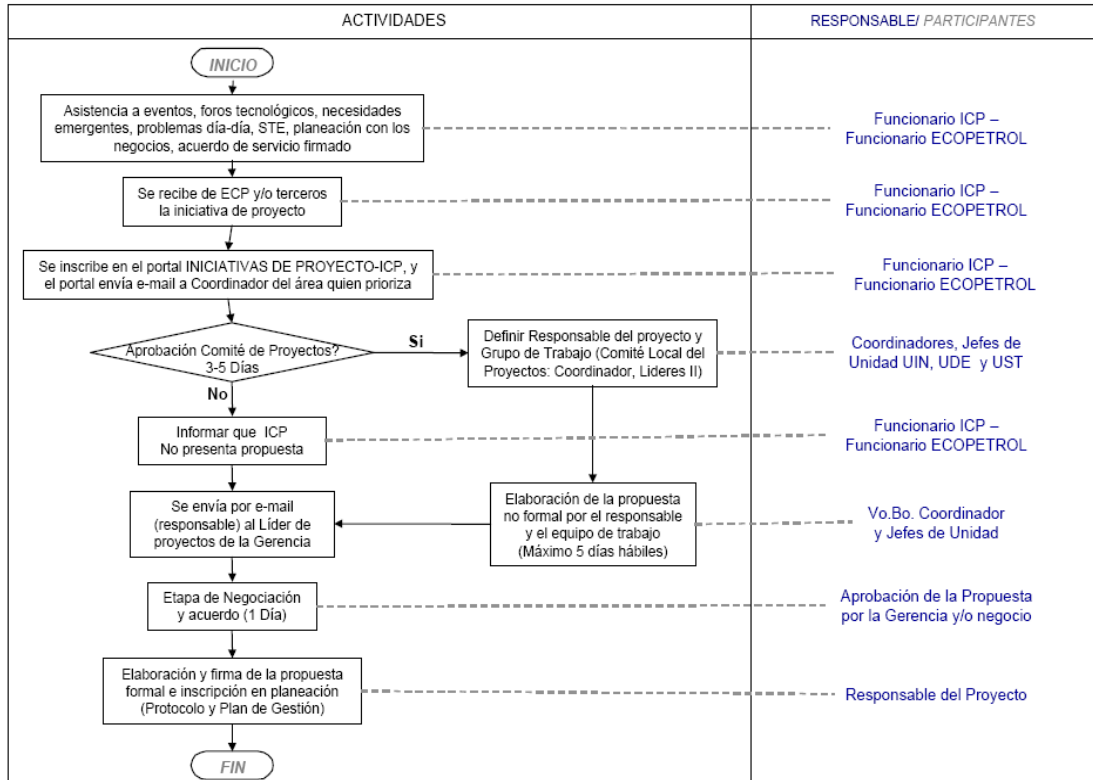 ACTIVIDADES
RESPONSABLE/ PARTICIPANTES
INICIO
Asistencia a eventos, foros tecnológicos, necesidades
emergentes, problemas día-día, STE, planeación con los
negocios, acuerdo de servicio firmado
Funcionario ICP –
Funcionario ECOPETROL
Se recibe de ECP y/o terceros
la iniciativa de proyecto
Funcionario ICP –
Funcionario ECOPETROL
Se inscribe en el portal INICIATIVAS DE PROYECTO-ICP, y
el portal envía e-mail a Coordinador del área quien prioriza
Funcionario ICP –
Funcionario ECOPETROL
Aprobación Comité de Proyectos?
3-5 Días
Si
No
Definir Responsable del proyecto y
Grupo de Trabajo (Comité Local del
Proyectos: Coordinador, Lideres II)
Coordinadores, Jefes de
Unidad UIN, UDE y UST
Informar que ICP
No presenta propuesta
Funcionario ICP –
Funcionario ECOPETROL
Se envía por e-mail
(responsable) al Líder de
proyectos de la Gerencia
Elaboración de la propuesta
no formal por el responsable
y el equipo de trabajo
(Máximo 5 días hábiles)
Vo.Bo. Coordinador
y Jefes de Unidad
Etapa de Negociación
y acuerdo (1 Día)
Aprobación de la Propuesta
por la Gerencia y/o negocio
Elaboración y firma de la propuesta
formal e inscripción en planeación
(Protocolo y Plan de Gestión)
Responsable del Proyecto
FIN